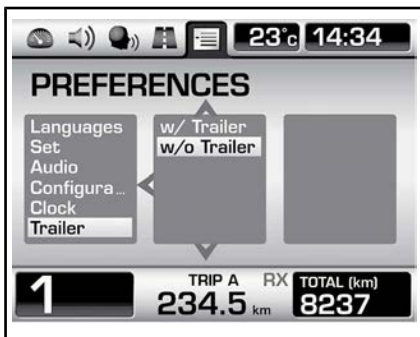 23°c 14:34
PREFERENCES
Languages
Set
Audio
Configura...
Clock
Trailer
w/ Trailer
w/o Trailer
1
TRIP A
234.5 km
RX
TOTAL (km)
8237